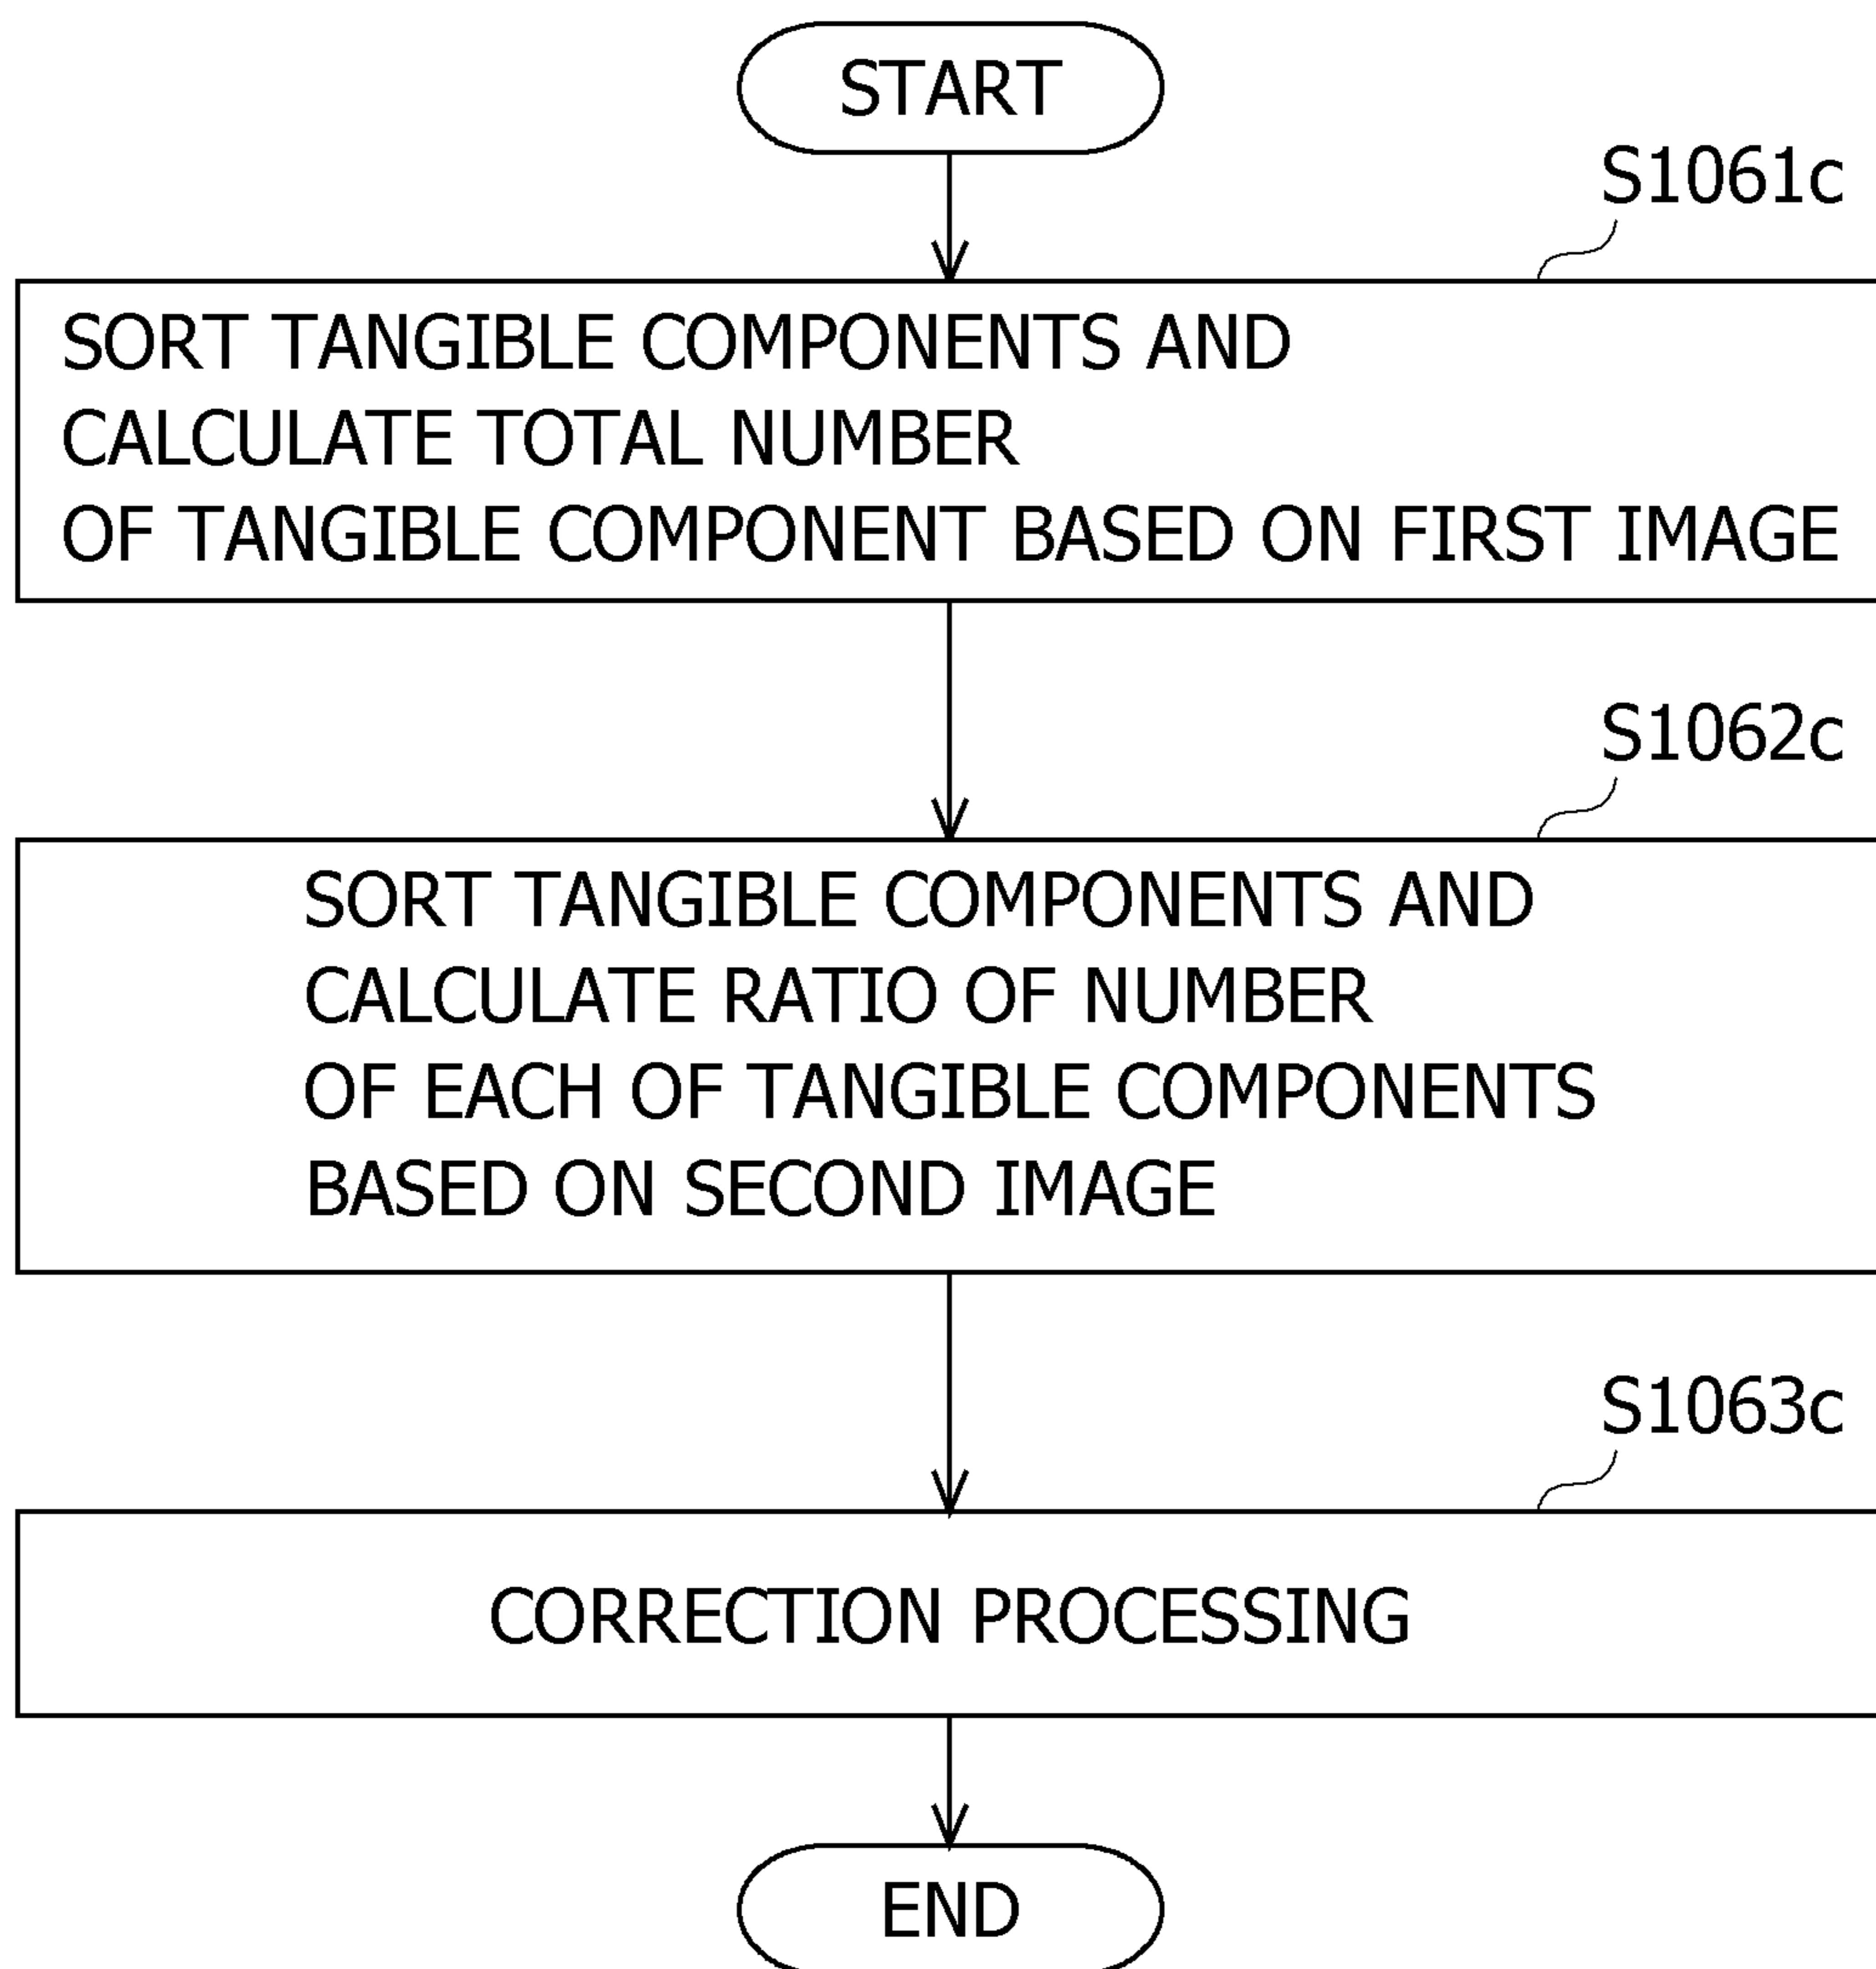 START
S1061c
SORT TANGIBLE COMPONENTS AND
CALCULATE TOTAL NUMBER
OF TANGIBLE COMPONENT BASED ON FIRST IMAGE
S1062c
SORT TANGIBLE COMPONENTS AND
CALCULATE RATIO OF NUMBER
OF EACH OF TANGIBLE COMPONENTS
BASED ON SECOND IMAGE
S1063c
CORRECTION PROCESSING
END